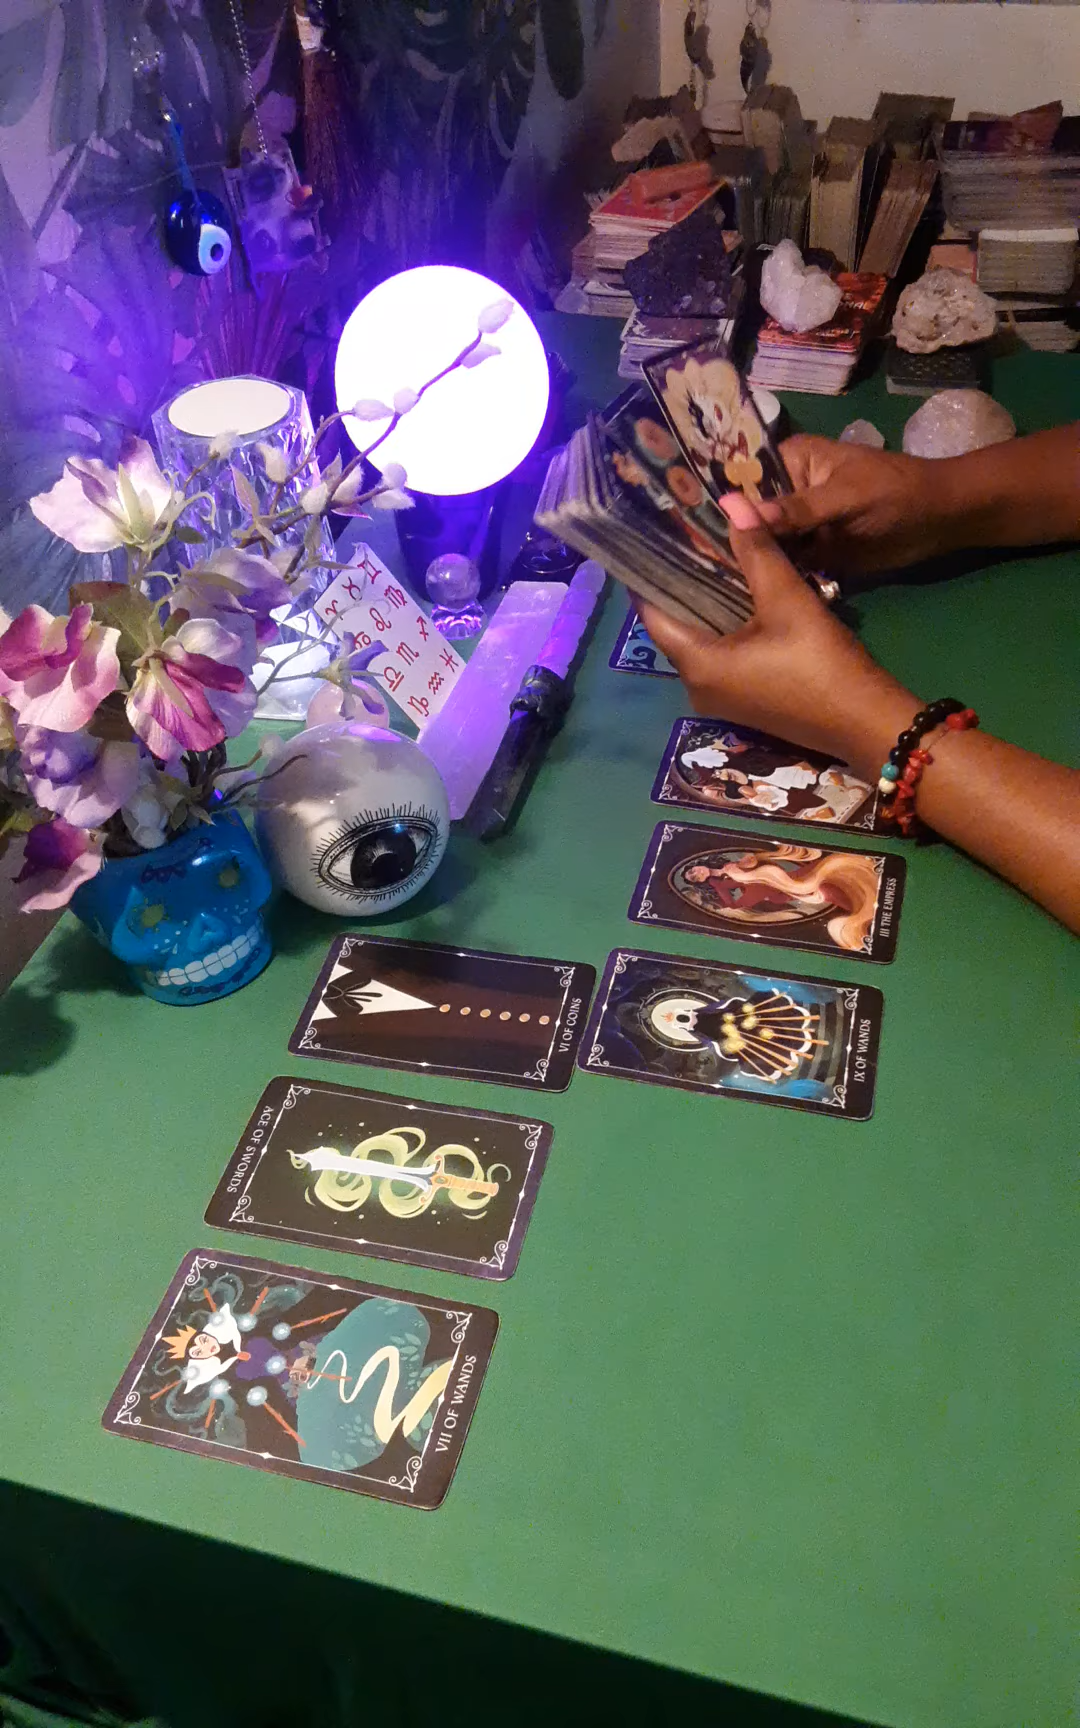 III THE EMPRESS
VI OF COINS
IX OF WANDS
ACE OF SWORDS
VII OF WANDS